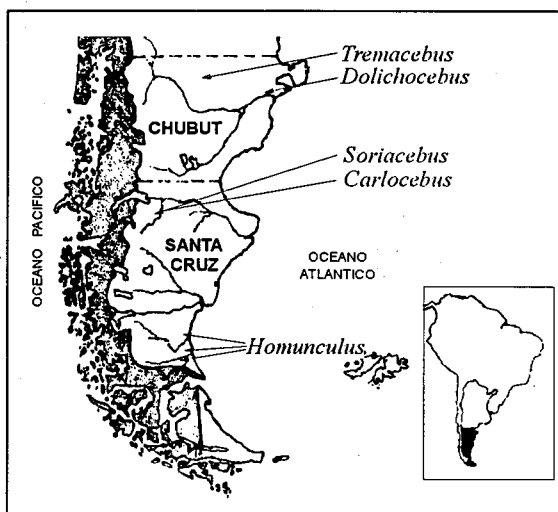 Tremacebus
Dolichocebus
CHUBUT
Soriacebus
Carlocebus
SANTA
CRUZ
OCEANO
ATLANTICO
OCEANO PACIFICO
Homunculus